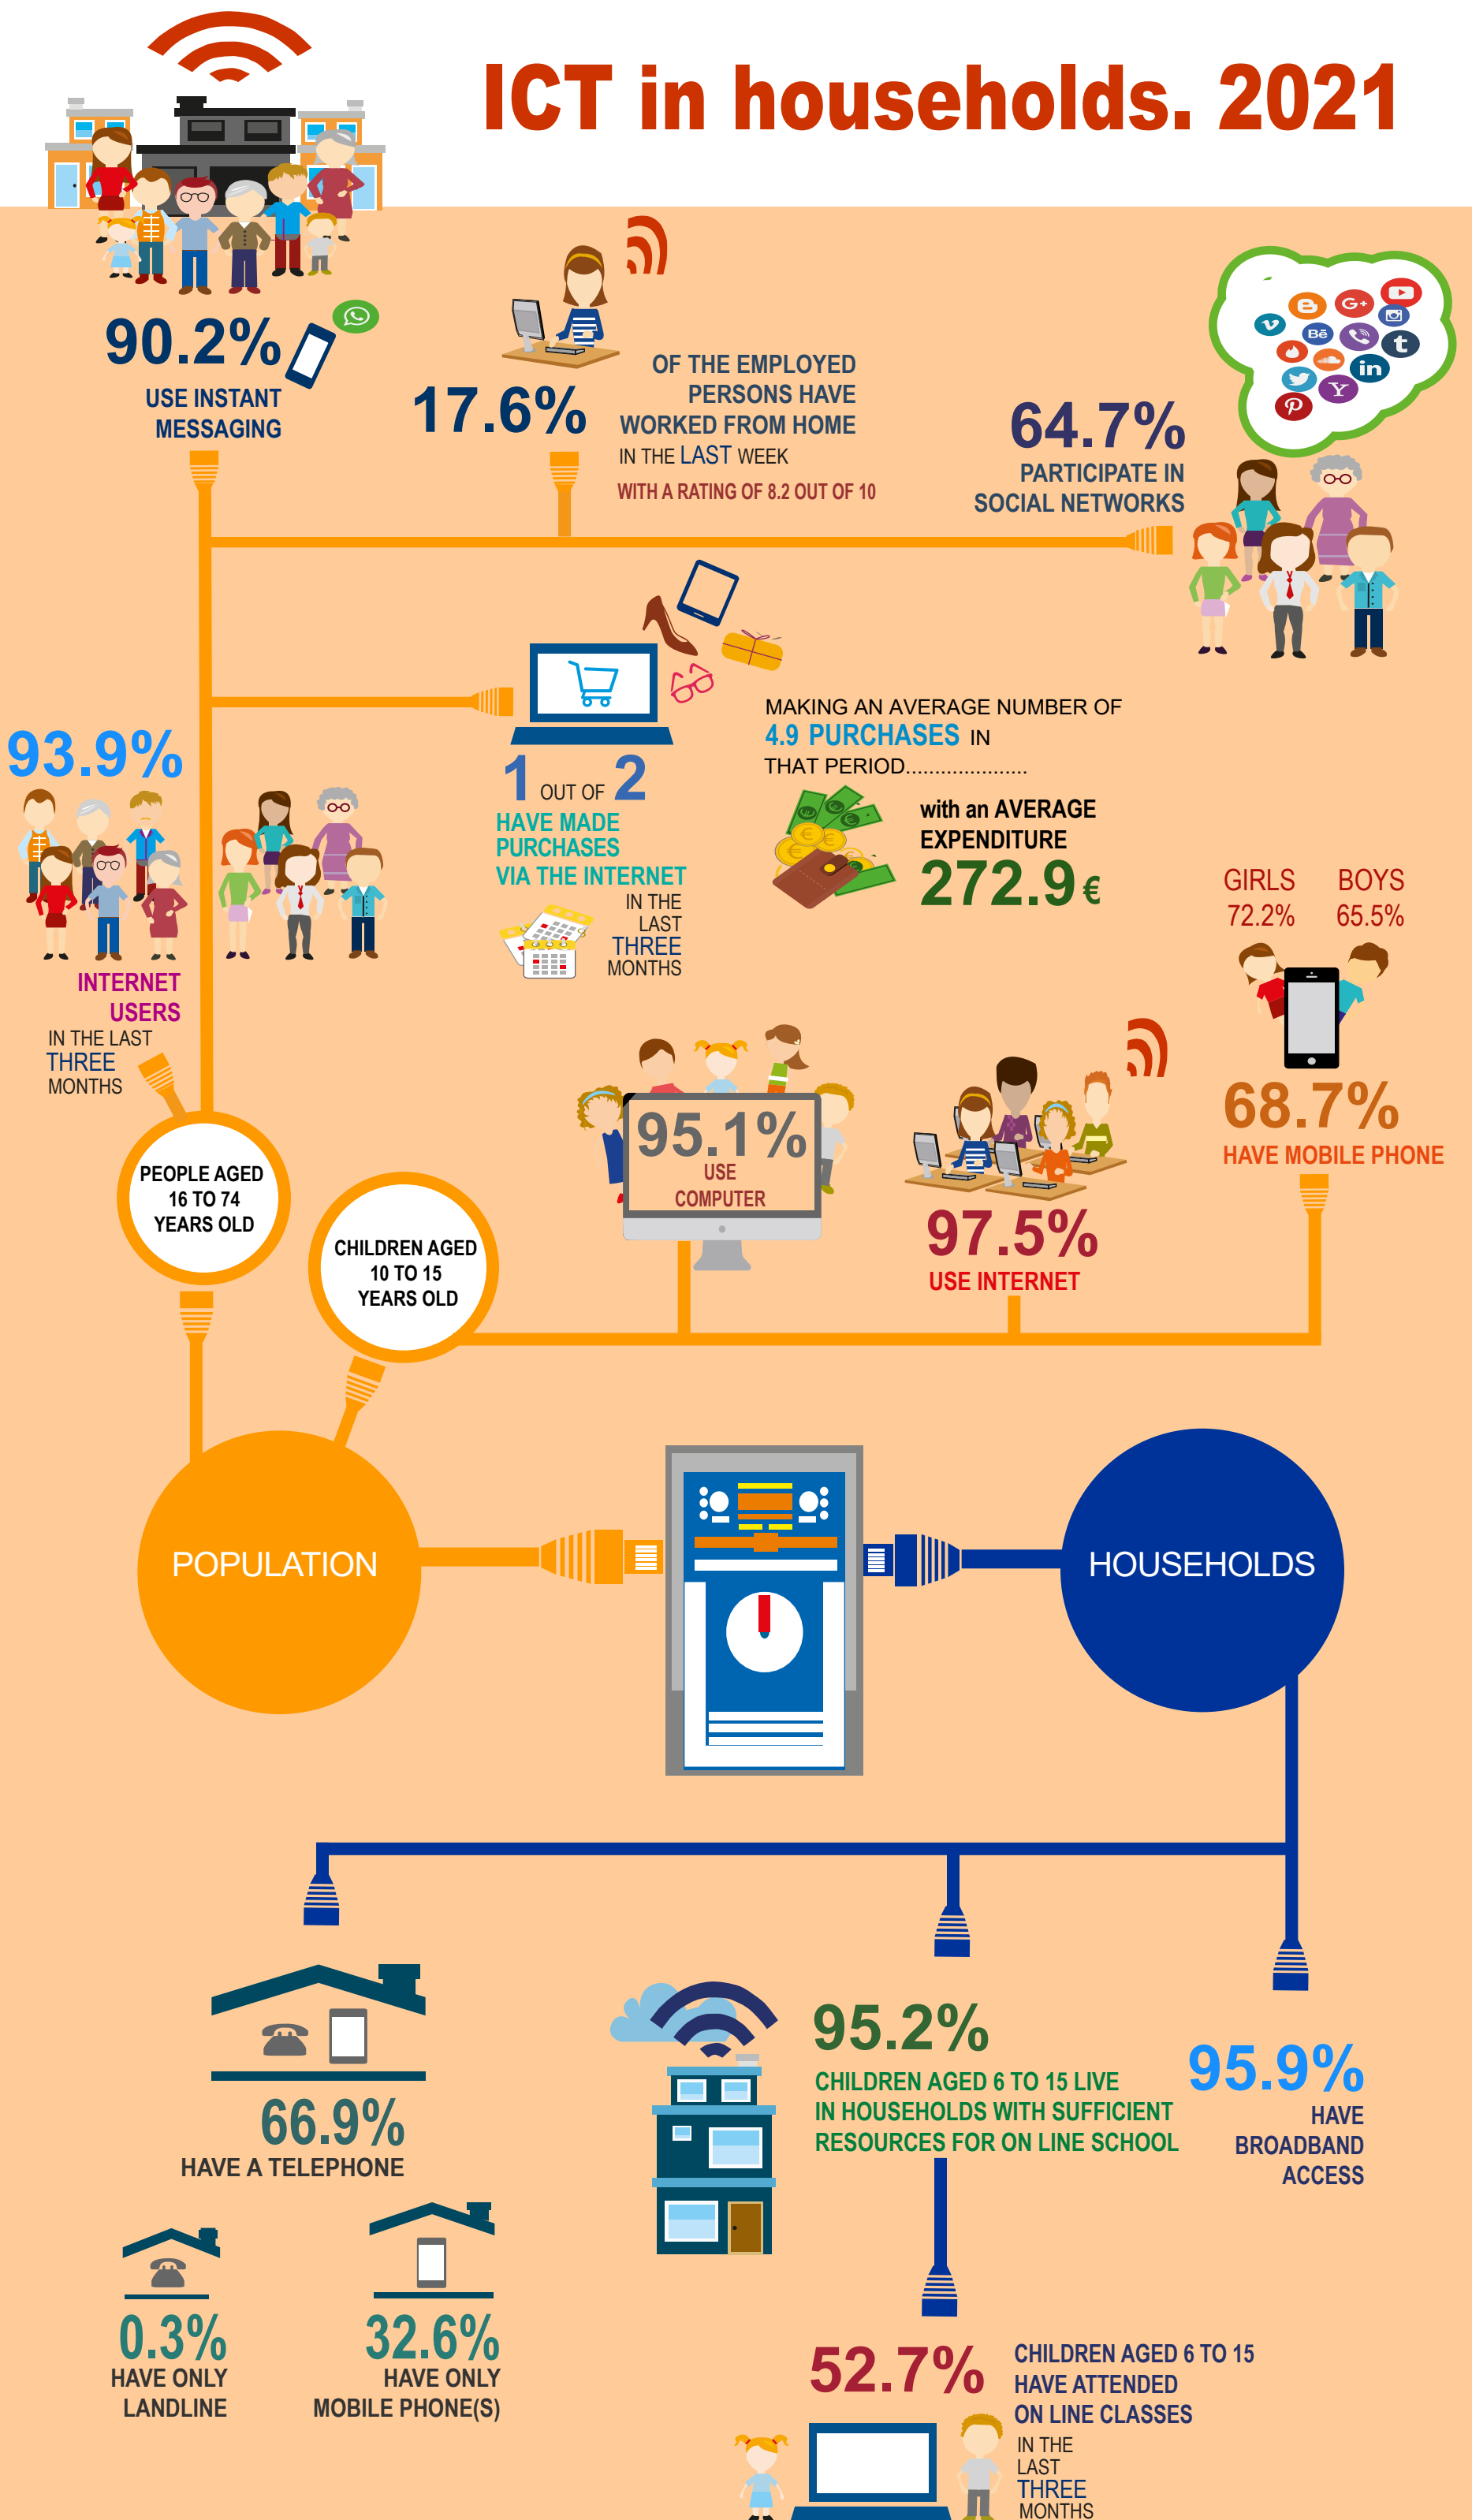 ICT in households. 2021
90.2%
USE INSTANT
MESSAGING
17.6%
OF THE EMPLOYED
PERSONS HAVE
WORKED FROM HOME
IN THE LAST WEEK
WITH A RATING OF 8.2 OUT OF 10
64.7%
PARTICIPATE IN
SOCIAL NETWORKS
G+
Bē
t
in
Y
93.9%
INTERNET
USERS
IN THE LAST
THREE
MONTHS
1 OUT OF 2
HAVE MADE
PURCHASES
VIA THE INTERNET
IN THE
LAST
THREE
MONTHS
MAKING AN AVERAGE NUMBER OF
4.9 PURCHASES IN
THAT PERIOD.....................
with an AVERAGE
EXPENDITURE
272.9 €
GIRLS BOYS
72.2% 65.5%
68.7%
HAVE MOBILE PHONE
95.1%
USE
COMPUTER
97.5%
USE INTERNET
PEOPLE AGED
16 TO 74
YEARS OLD
CHILDREN AGED
10 TO 15
YEARS OLD
POPULATION
HOUSEHOLDS
66.9%
HAVE A TELEPHONE
0.3%
HAVE ONLY
LANDLINE
32.6%
HAVE ONLY
MOBILE PHONE(S)
95.2%
CHILDREN AGED 6 TO 15 LIVE
IN HOUSEHOLDS WITH SUFFICIENT
RESOURCES FOR ON LINE SCHOOL
95.9%
HAVE
BROADBAND
ACCESS
52.7%
CHILDREN AGED 6 TO 15
HAVE ATTENDED
ON LINE CLASSES
IN THE
LAST
THREE
MONTHS